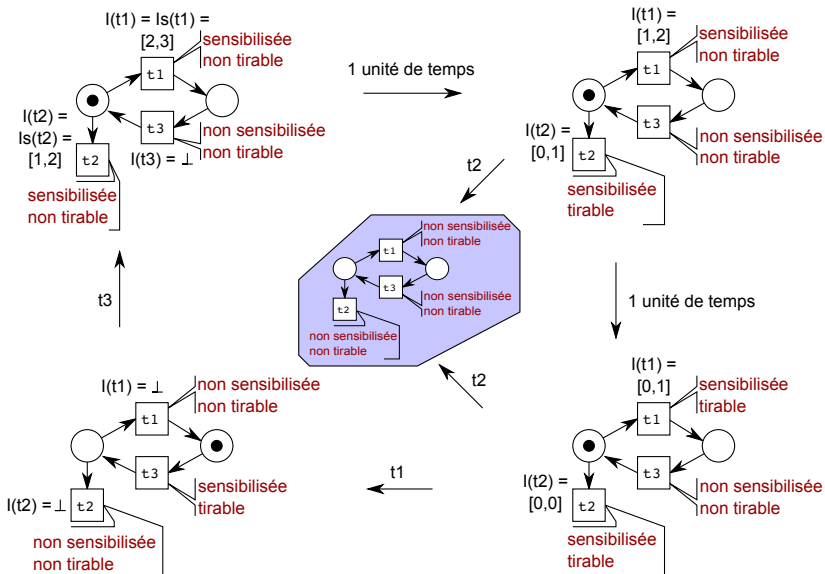 I(t1) = Is(t1) =
[2,3]
sensibilisée
non tirable
t1
I(t2) =
Is(t2) =
[1,2]
t3
non sensibilisée
non tirable
I(t3) = ⊥
t2
sensibilisée
non tirable
1 unité de temps
I(t1) =
[1,2]
sensibilisée
non tirable
t1
I(t2) =
[0,1]
t3
non sensibilisée
non tirable
t2
sensibilisée
tirable
t2
non sensibilisée
non tirable
t1
t3
non sensibilisée
non tirable
t2
non sensibilisée
non tirable
t3
1 unité de temps
t2
I(t1) = ⊥
non sensibilisée
non tirable
t1
t3
sensibilisée
tirable
I(t2) = ⊥
t2
non sensibilisée
non tirable
t1
I(t1) =
[0,1]
sensibilisée
tirable
t1
I(t2) =
[0,0]
t3
non sensibilisée
non tirable
t2
sensibilisée
tirable